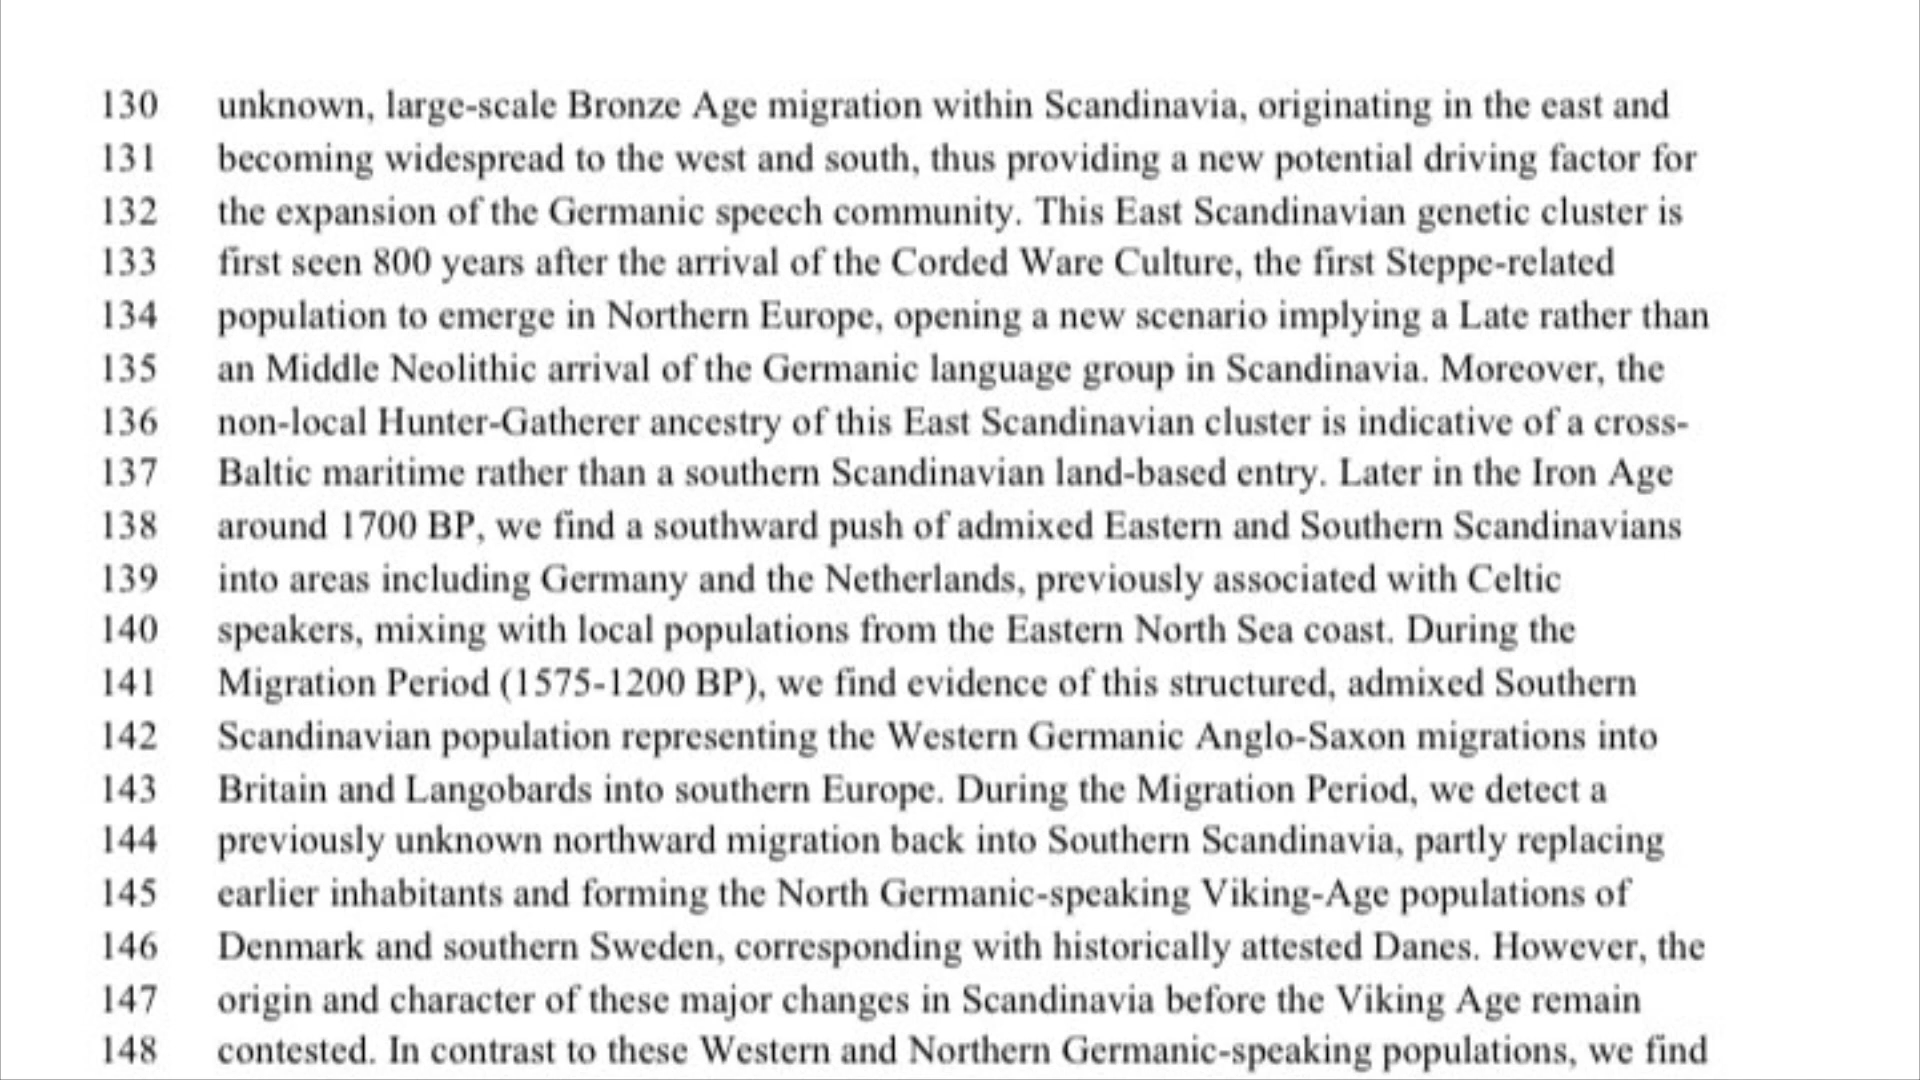 130 unknown, large-scale Bronze Age migration within Scandinavia, originating in the east and
131 becoming widespread to the west and south, thus providing a new potential driving factor for
132 the expansion of the Germanic speech community. This East Scandinavian genetic cluster is
133 first seen 800 years after the arrival of the Corded Ware Culture, the first Steppe-related
134 population to emerge in Northern Europe, opening a new scenario implying a Late rather than
135 an Middle Neolithic arrival of the Germanic language group in Scandinavia. Moreover, the
136 non-local Hunter-Gatherer ancestry of this East Scandinavian cluster is indicative of a cross-
137 Baltic maritime rather than a southern Scandinavian land-based entry. Later in the Iron Age
138 around 1700 BP, we find a southward push of admixed Eastern and Southern Scandinavians
139 into areas including Germany and the Netherlands, previously associated with Celtic
140 speakers, mixing with local populations from the Eastern North Sea coast. During the
141 Migration Period (1575-1200 BP), we find evidence of this structured, admixed Southern
142 Scandinavian population representing the Western Germanic Anglo-Saxon migrations into
143 Britain and Langobards into southern Europe. During the Migration Period, we detect a
144 previously unknown northward migration back into Southern Scandinavia, partly replacing
145 earlier inhabitants and forming the North Germanic-speaking Viking-Age populations of
146 Denmark and southern Sweden, corresponding with historically attested Danes. However, the
147 origin and character of these major changes in Scandinavia before the Viking Age remain
148 contested. In contrast to these Western and Northern Germanic-speaking populations, we find